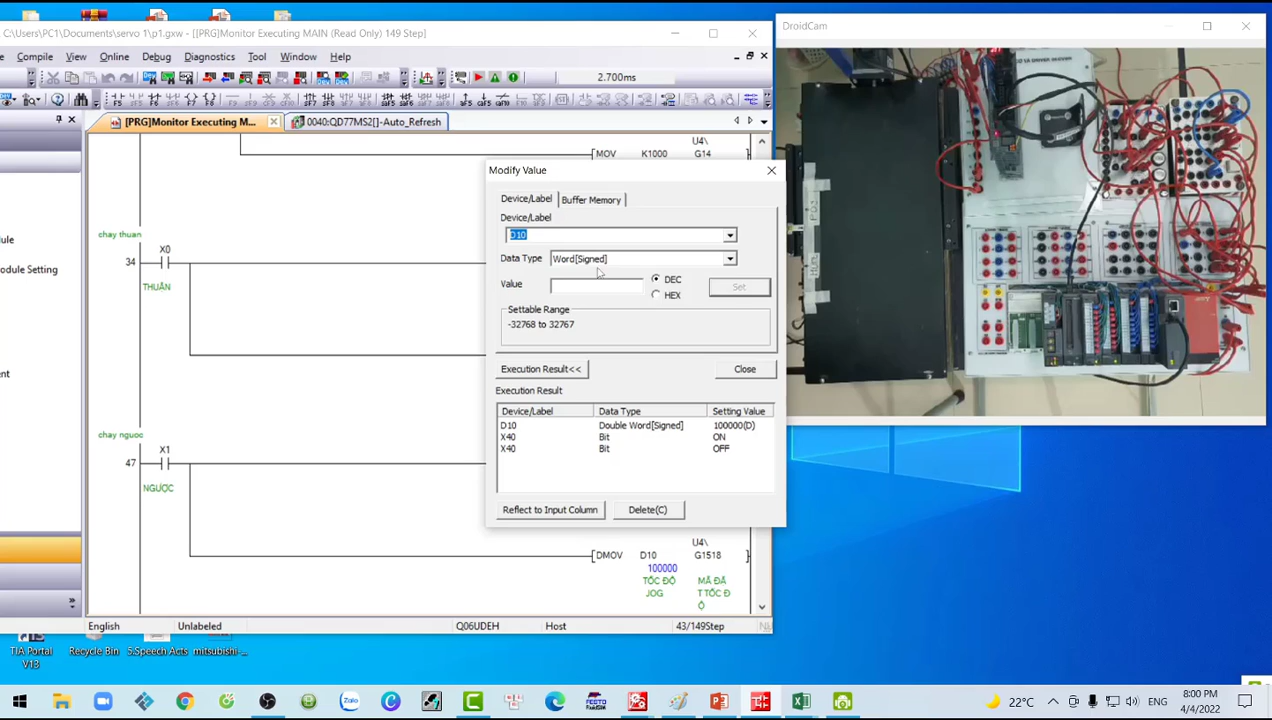 C:\Users\PC1\Documents\servo 1\p1.gxw - [[PRG]Monitor Executing MAIN (Read Only) 149 Step]
DroidCam
Compile View Online Debug Diagnostics Tool Window Help
2.700ms
[PRG]Monitor Executing M...
0040:QD77MS2[]-Auto_Refresh
U4\
MOV K1000 G14
chay thuan
X0
34
THUẬN
chay nguoc
X1
47
NGƯỢC
U4\
DMOV D10 G1518
100000
TỐC ĐỘ
JOG
MÃ ĐẶ
T TỐC Đ
Ộ
dule
odule Setting
ent
Modify Value
Device/Label
Buffer Memory
Device/Label
D10
Data Type
Word[Signed]
Value
DEC
HEX
Set
Settable Range
-32768 to 32767
Execution Result<<
Close
Execution Result
Device/Label Data Type Setting Value
D10 Double Word[Signed] 100000(D)
X40 Bit ON
X40 Bit OFF
Reflect to Input Column
Delete(C)
English Unlabeled Q06UDEH Host 43/149Step
TIA Portal
V13
Recycle Bin
5.Speech Acts
mitsubishi-...
Zalo
FESTO
22°C
ENG
8:00 PM
4/4/2022